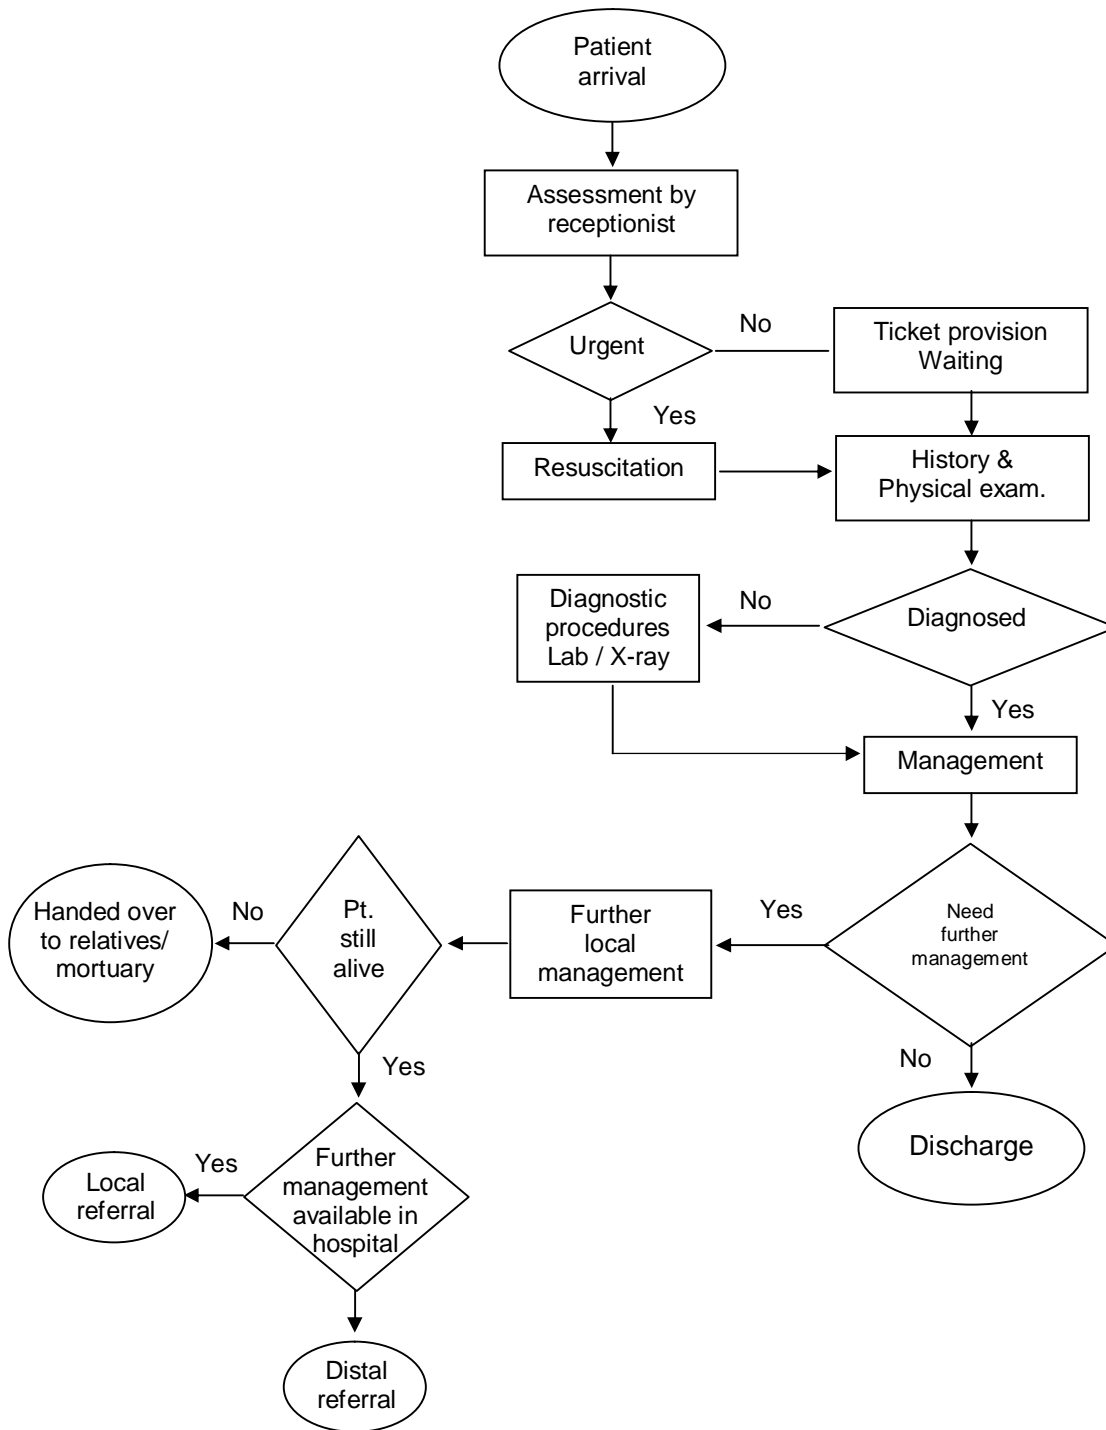 Patient
arrival
Assessment by
receptionist
Urgent
No
Ticket provision
Waiting
Yes
Resuscitation
History &
Physical exam.
Diagnostic
procedures
Lab / X-ray
No
Diagnosed
Yes
Management
Handed over
to relatives/
mortuary
No
Pt.
still
alive
Further
local
management
Yes
Need
further
management
Yes
No
Discharge
Local
referral
Yes
Further
management
available in
hospital
Distal
referral